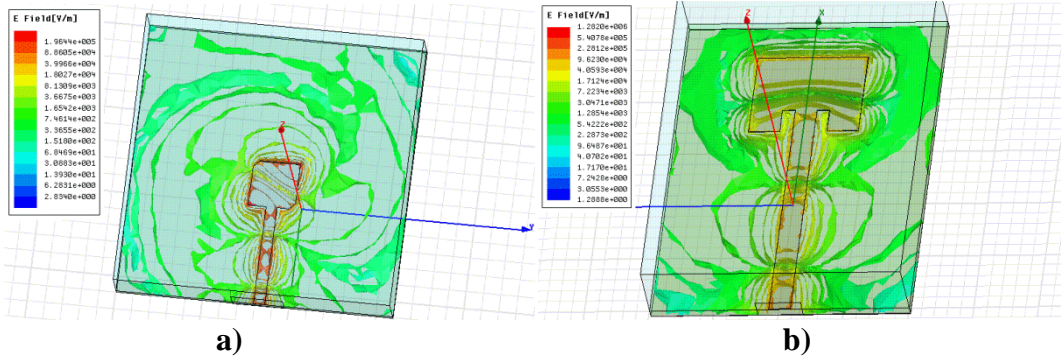 E Field[V/m]
1.9644e+005
8.8605e+004
3.9966e+004
1.8027e+004
8.1309e+003
3.6675e+003
1.6542e+003
7.4614e+002
3.3655e+002
1.5180e+002
6.8469e+001
3.0883e+001
1.3930e+001
6.2831e+000
2.8340e+000
Z
Y
a)
E Field[V/m]
1.2820e+006
5.4078e+005
2.2812e+005
9.6230e+004
4.0593e+004
1.7124e+004
7.2234e+003
3.0471e+003
1.2854e+003
5.4222e+002
2.2873e+002
9.6487e+001
4.0702e+001
1.7170e+001
7.2428e+000
3.0553e+000
1.2888e+000
Z
X
b)